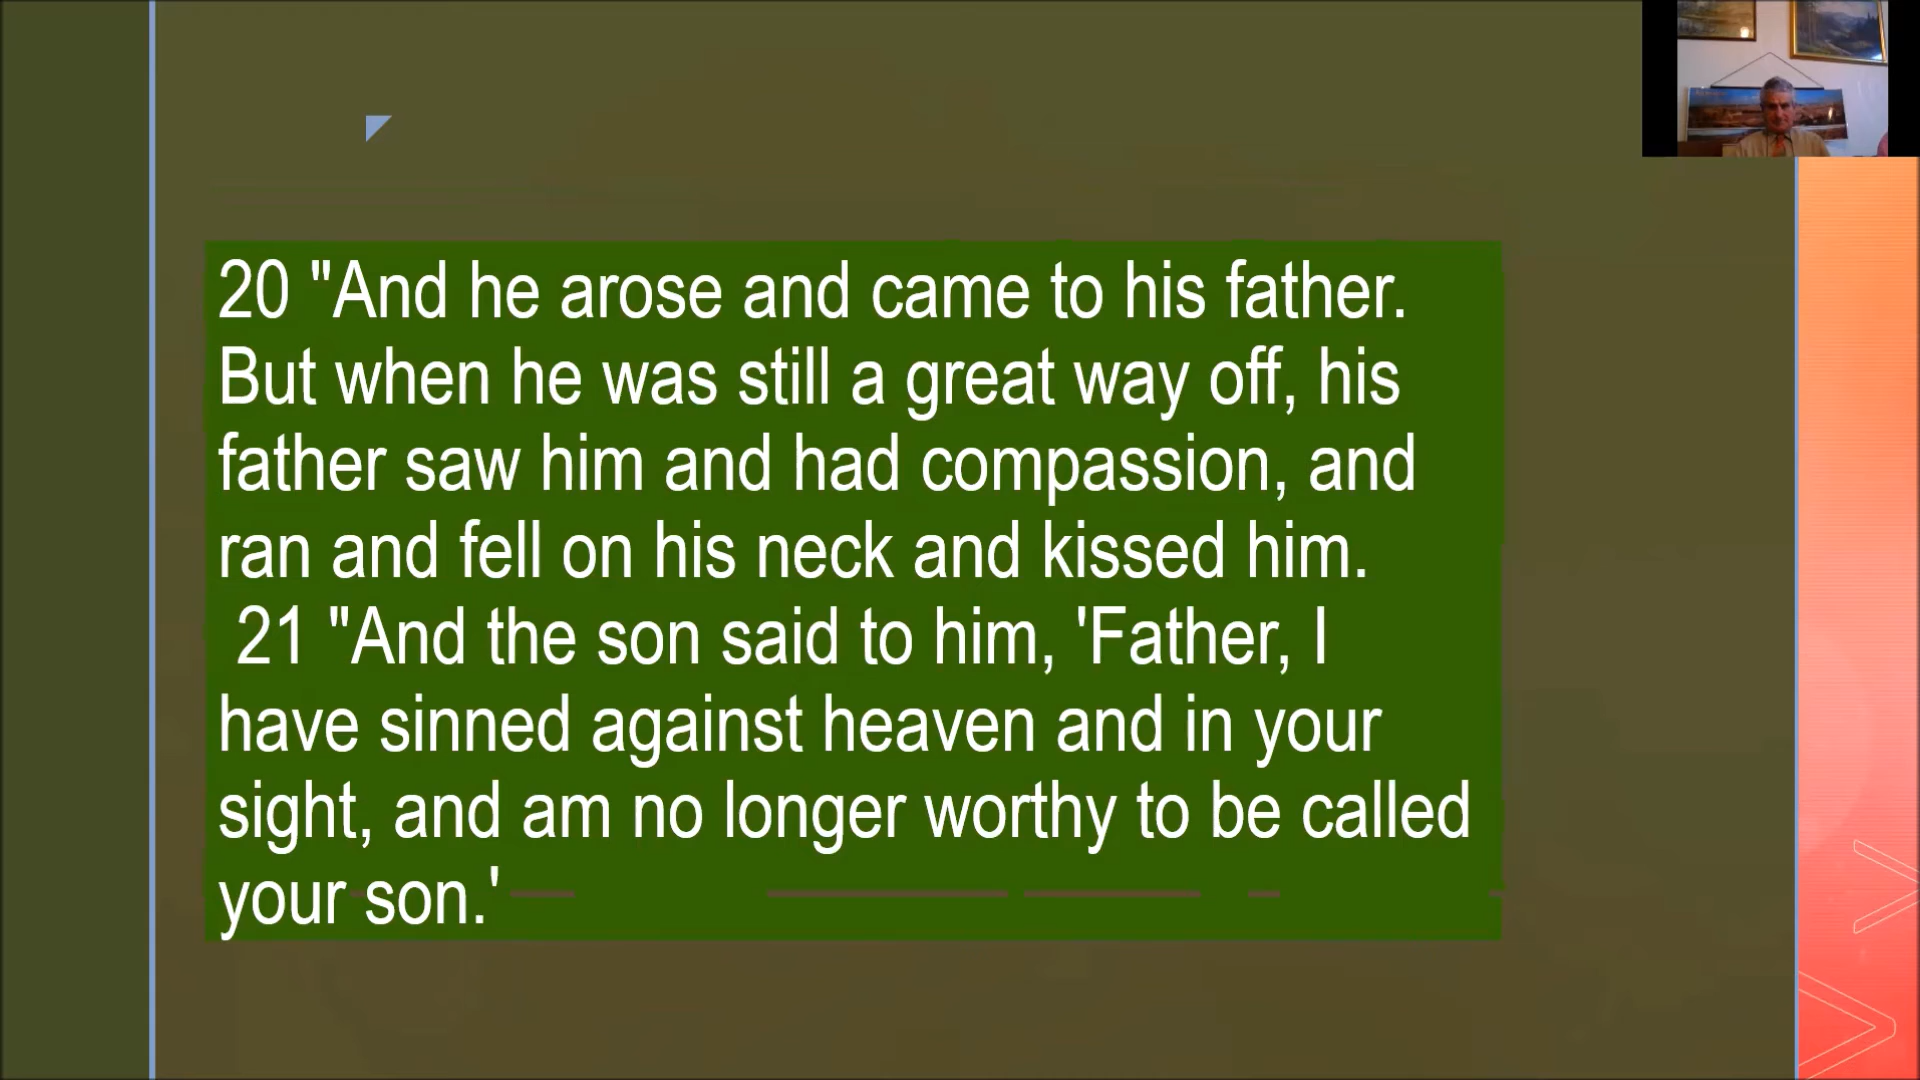 20 "And he arose and came to his father.
But when he was still a great way off, his
father saw him and had compassion, and
ran and fell on his neck and kissed him.
21 "And the son said to him, 'Father, I
have sinned against heaven and in your
sight, and am no longer worthy to be called
your son.'